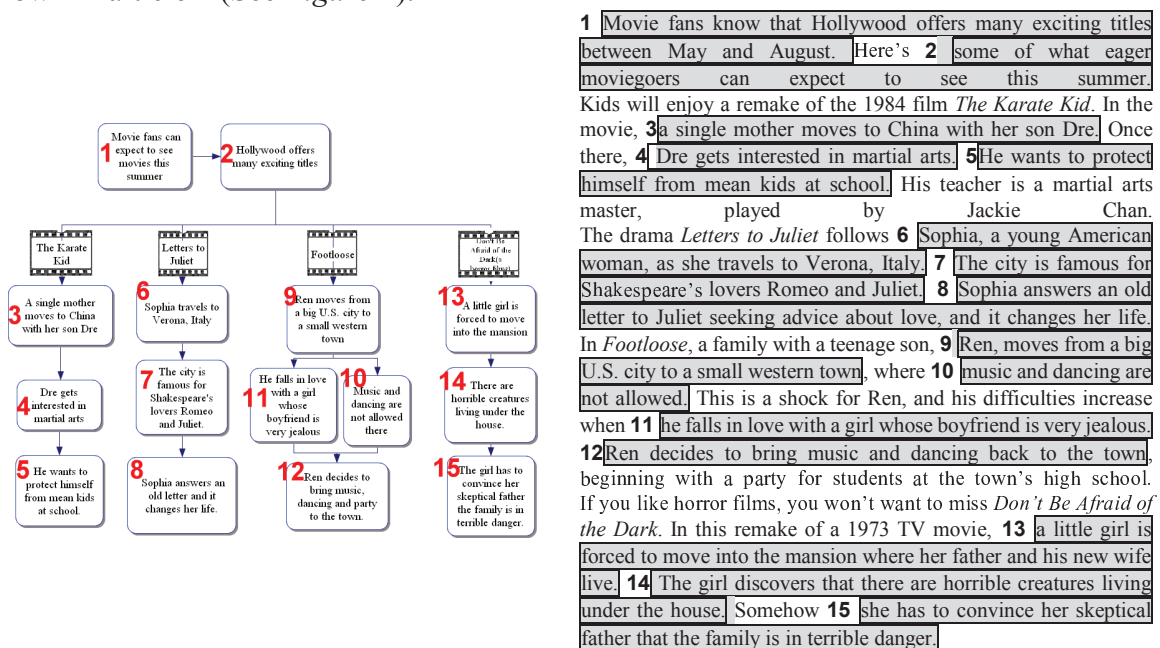 1
Movie fans can
expect to see
movies this
summer
2
Hollywood offers
many exciting titles
The Karate
Kid
Letters to
Juliet
Footloose
Don't Be
Afraid of the
3
A single mother
moves to China
with her son Dre
6
Sophia travels to
Verona, Italy
9
Ren moves from
a big U.S. city to
a small western
town
13
A little girl is
forced to move
into the mansion
4
Dre gets
interested in
martial arts
7
The city is
famous for
Shakespeare's
lovers Romeo
and Juliet.
11
He falls in love
with a girl
whose
boyfriend is
very jealous
10
Music and
dancing are
not allowed
there
14
There are
horrible creatures
living under the
house.
5
He wants to
protect himself
from mean kids
at school.
8
Sophia answers an
old letter and it
changes her life.
12
Ren decides to
bring music,
dancing and party
to the town.
15
The girl has to
convince her
skeptical father
the family is in
terrible danger.
1 Movie fans know that Hollywood offers many exciting titles
between May and August. Here's 2 some of what eager
moviegoers can expect to see this summer.
Kids will enjoy a remake of the 1984 film The Karate Kid. In the
movie, 3 a single mother moves to China with her son Dre. Once
there, 4 Dre gets interested in martial arts. 5 He wants to protect
himself from mean kids at school. His teacher is a martial arts
master, played by Jackie Chan.
The drama Letters to Juliet follows 6 Sophia, a young American
woman, as she travels to Verona, Italy. 7 The city is famous for
Shakespeare's lovers Romeo and Juliet. 8 Sophia answers an old
letter to Juliet seeking advice about love, and it changes her life.
In Footloose, a family with a teenage son, 9 Ren, moves from a big
U.S. city to a small western town, where 10 music and dancing are
not allowed. This is a shock for Ren, and his difficulties increase
when 11 he falls in love with a girl whose boyfriend is very jealous.
12 Ren decides to bring music and dancing back to the town,
beginning with a party for students at the town's high school.
If you like horror films, you won't want to miss Don't Be Afraid of
the Dark. In this remake of a 1973 TV movie, 13 a little girl is
forced to move into the mansion where her father and his new wife
live. 14 The girl discovers that there are horrible creatures living
under the house. Somehow 15 she has to convince her skeptical
father that the family is in terrible danger.